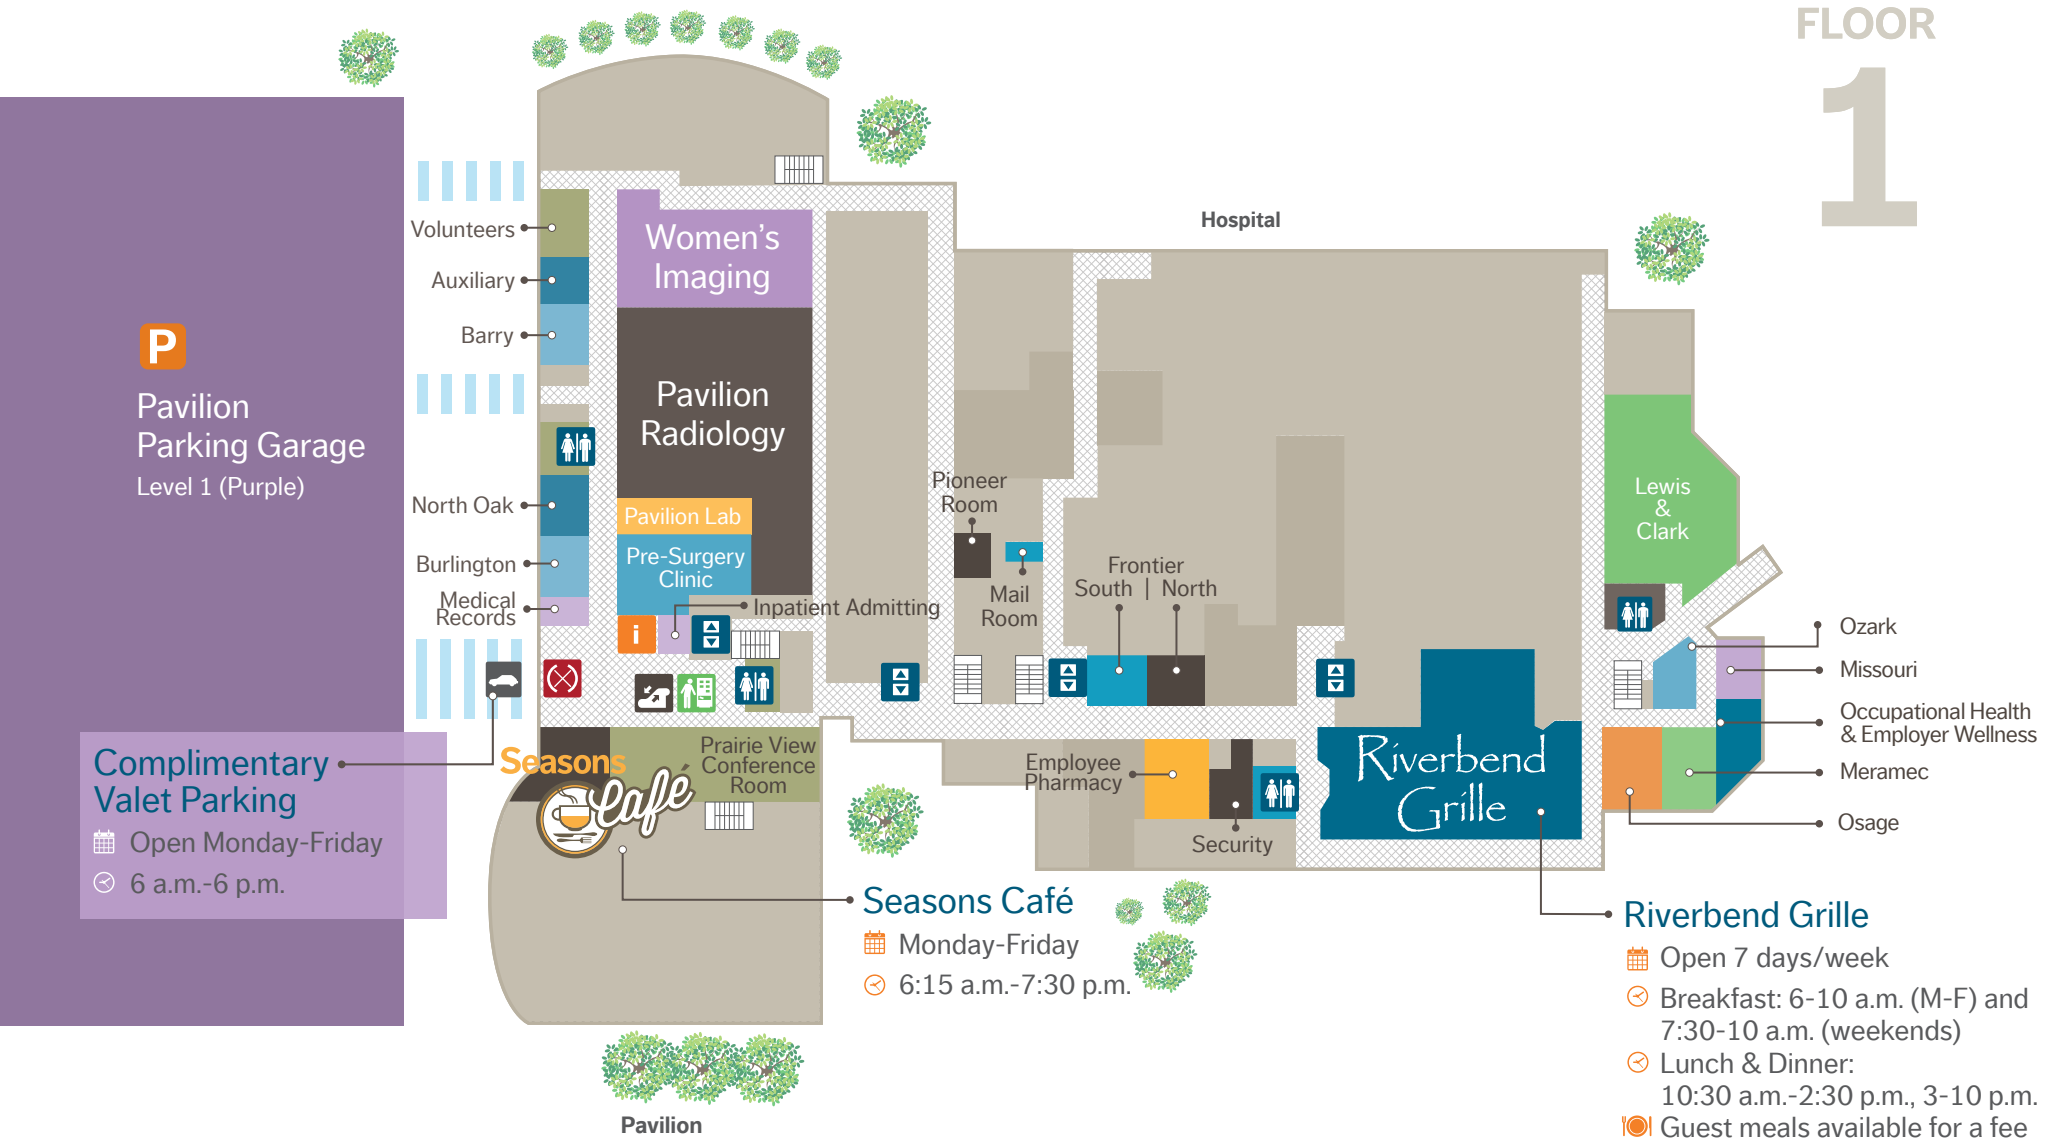 FLOOR
1
Hospital
Volunteers
Auxiliary
Barry
Women's
Imaging
P
Pavilion
Parking Garage
Level 1 (Purple)
Pavilion
Radiology
North Oak
Burlington
Medical
Records
Pavilion Lab
Pre-Surgery
Clinic
i
Inpatient Admitting
Pioneer
Room
Mail
Room
Frontier
South | North
Lewis
&
Clark
Ozark
Missouri
Occupational Health
& Employer Wellness
Meramec
Osage
Complimentary
Valet Parking
Open Monday-Friday
6 a.m.-6 p.m.
Seasons
Café
Prairie View
Conference
Room
Employee
Pharmacy
Security
Riverbend
Grille
Seasons Café
Monday-Friday
6:15 a.m.-7:30 p.m.
Riverbend Grille
Open 7 days/week
Breakfast: 6-10 a.m. (M-F) and
7:30-10 a.m. (weekends)
Lunch & Dinner:
10:30 a.m.-2:30 p.m., 3-10 p.m.
Guest meals available for a fee
Pavilion